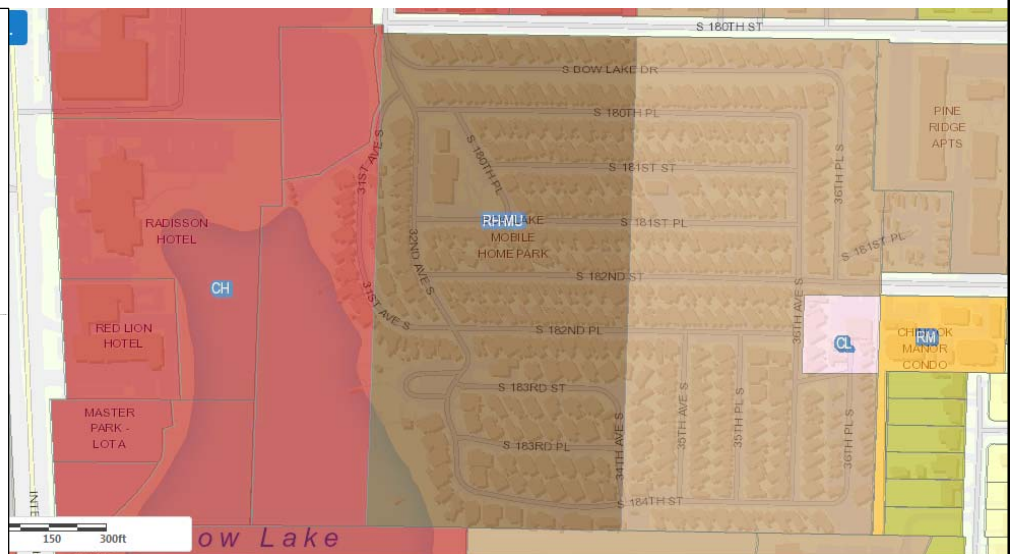 S 180TH ST
S BOW LAKE DR
S 180TH PL
PINE
RIDGE
APTS
S 180TH PL
31ST AVE S
S 181ST ST
36TH PL S
RADISSON
HOTEL
RH-MU
LAKE
MOBILE
HOME PARK
S 181ST PL
S 181ST PL
32ND AVE S
S 182ND ST
CH
31ST AVE S
36TH AVE S
RED LION
HOTEL
S 182ND PL
CL
RM
MANOR
CONDO
S 183RD ST
MASTER
PARK -
LOT A
34TH AVE S
35TH AVE S
35TH PL S
36TH PL S
S 183RD PL
S 184TH ST
INTE
150 300ft
ow Lake